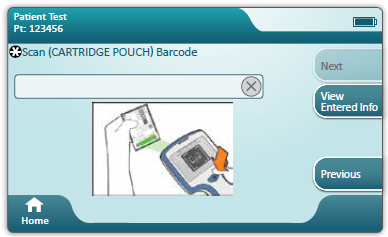 Patient Test
Pt: 123456
Scan (CARTRIDGE POUCH) Barcode
Next
View
Entered Info
Previous
Home